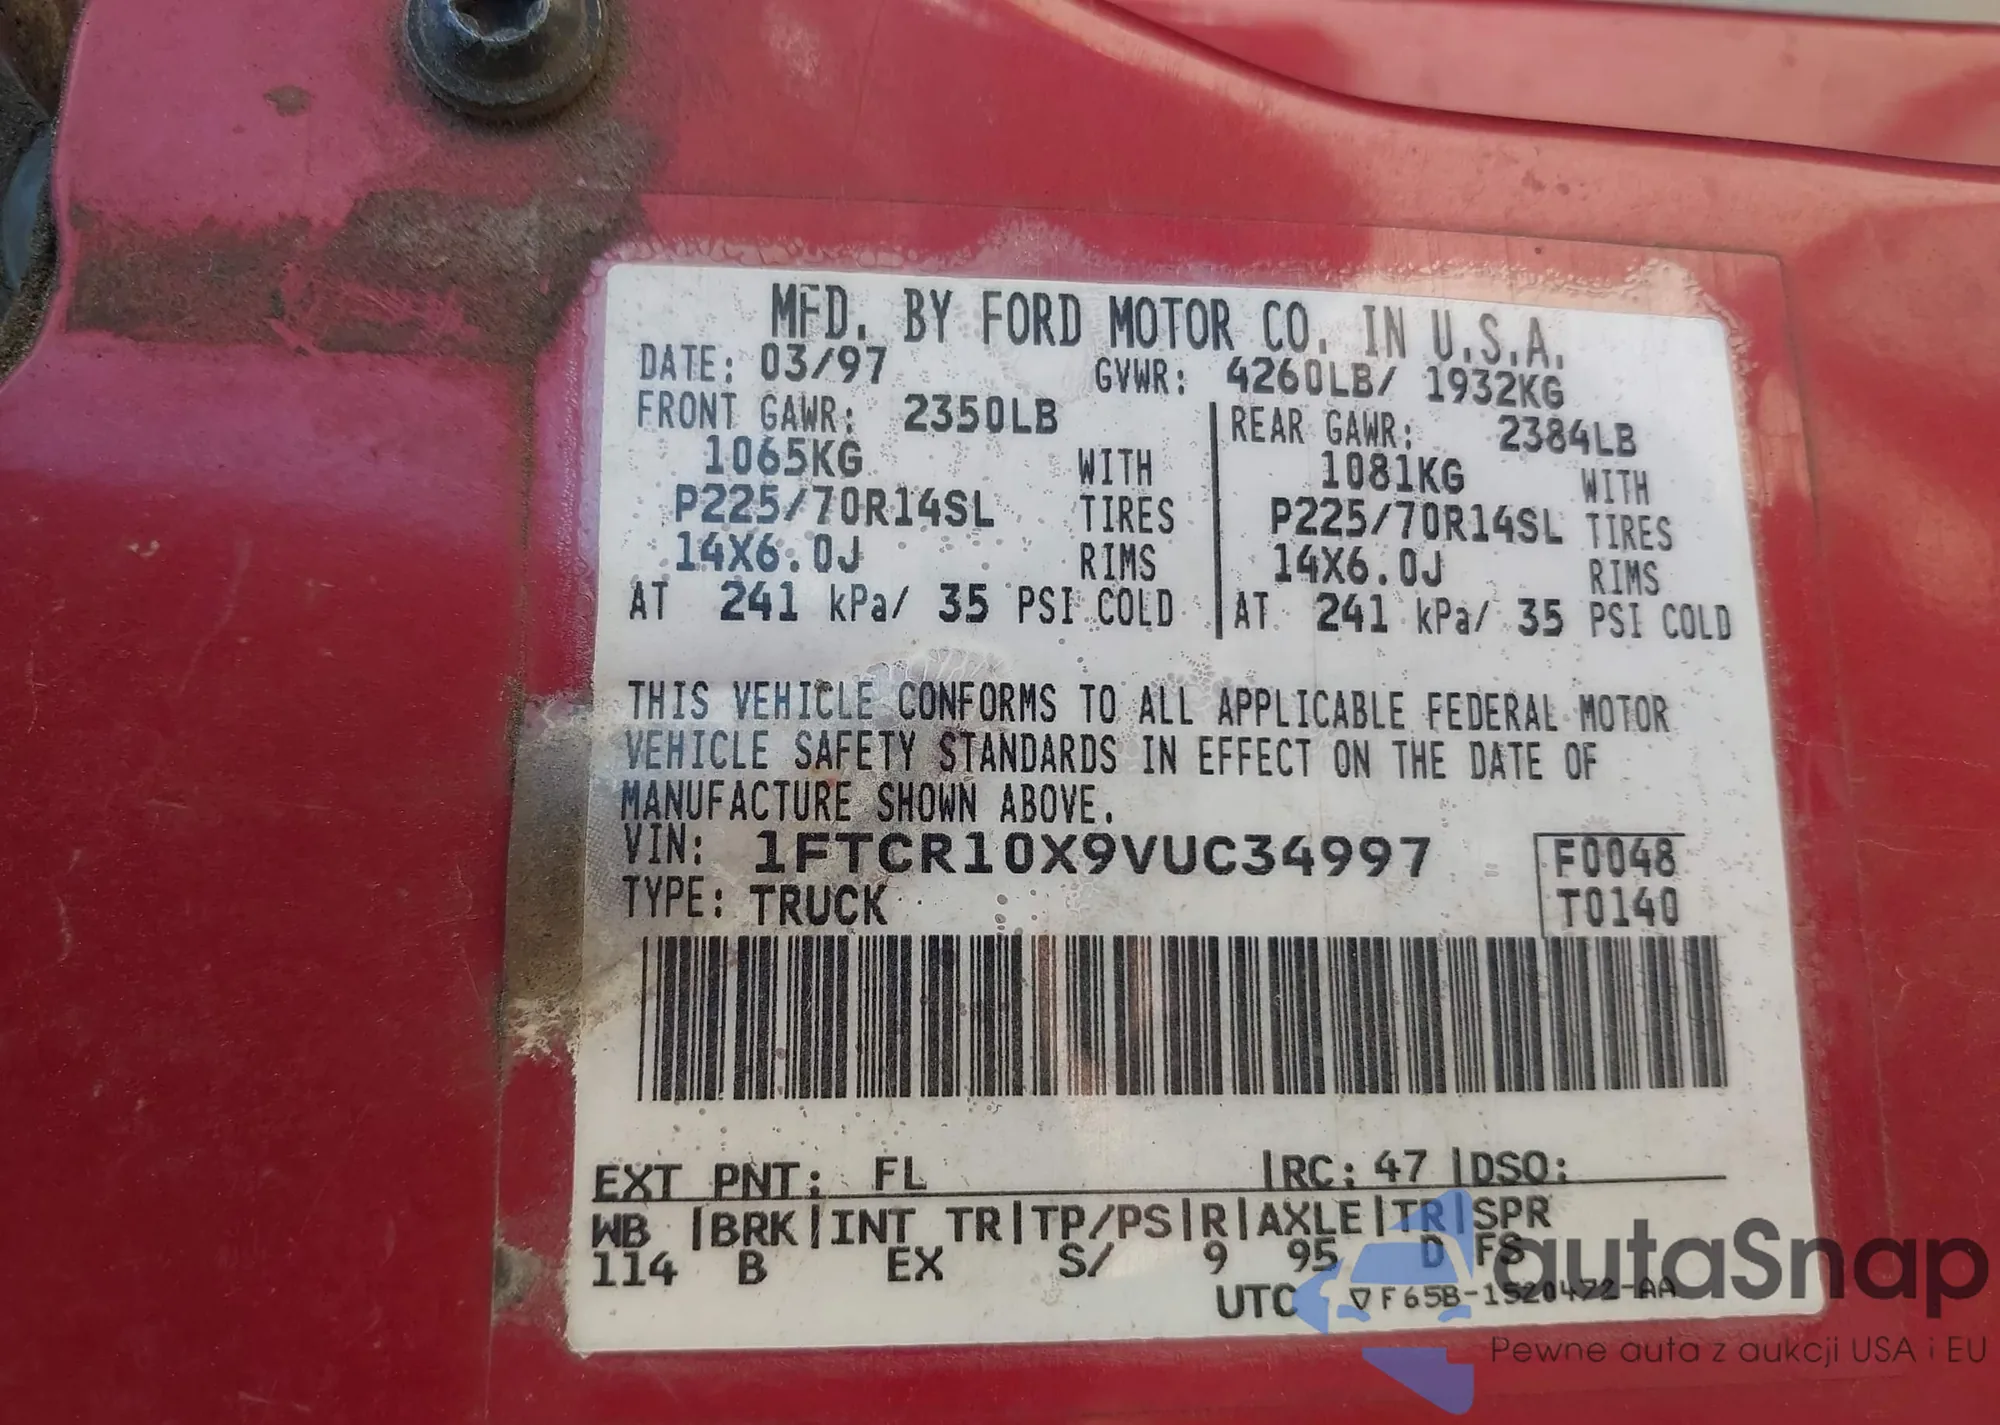 MFD. BY FORD MOTOR CO. IN U.S.A.
DATE: 03/97 GVWR: 4260LB/ 1932KG
FRONT GAWR: 2350LB REAR GAWR: 2384LB
1065KG WITH 1081KG WITH
P225/70R14SL TIRES P225/70R14SL TIRES
14X6.0J RIMS 14X6.0J RIMS
AT 241 kPa/ 35 PSI COLD AT 241 kPa/ 35 PSI COLD
THIS VEHICLE CONFORMS TO ALL APPLICABLE FEDERAL MOTOR
VEHICLE SAFETY STANDARDS IN EFFECT ON THE DATE OF
MANUFACTURE SHOWN ABOVE.
VIN: 1FTCR10X9VUC34997 F0048
TYPE: TRUCK T0140
EXT PNT: FL RC: 47 DSO:
WB BRK INT TR TP/PS R AXLE TR SPR
114 B EX S/ 9 95 D FS
UTC ▽F65B-1520472-AA
autaSnap
Pewne auta z aukcji USA i EU